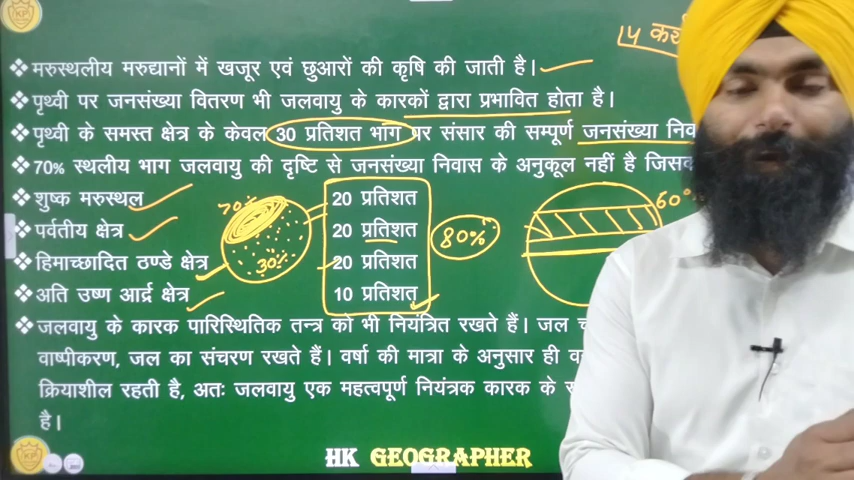 14
❖ मरुस्थलीय मरुद्यानों में खजूर एवं छुआरों की कृषि की जाती है।
❖ पृथ्वी पर जनसंख्या वितरण भी जलवायु के कारकों द्वारा प्रभावित होता है।
❖ पृथ्वी के समस्त क्षेत्र के केवल 30 प्रतिशत भाग पर संसार की सम्पूर्ण जनसंख्या
❖ 70% स्थलीय भाग जलवायु की दृष्टि से जनसंख्या निवास के अनुकूल नहीं है
❖ शुष्क मरुस्थल 70% 20 प्रतिशत 60°
❖ पर्वतीय क्षेत्र 20 प्रतिशत 80%
❖ हिमाच्छादित ठण्डे क्षेत्र 30% 20 प्रतिशत
❖ अति उष्ण आर्द्र क्षेत्र 10 प्रतिशत
❖ जलवायु के कारक पारिस्थितिक तन्त्र को भी नियंत्रित रखते हैं। जल
वाष्पीकरण, जल का संचरण रखते हैं। वर्षा की मात्रा के अनुसार ही
क्रियाशील रहती है, अतः जलवायु एक महत्वपूर्ण नियंत्रक कारक के
है।
HK GEOGRAPHER